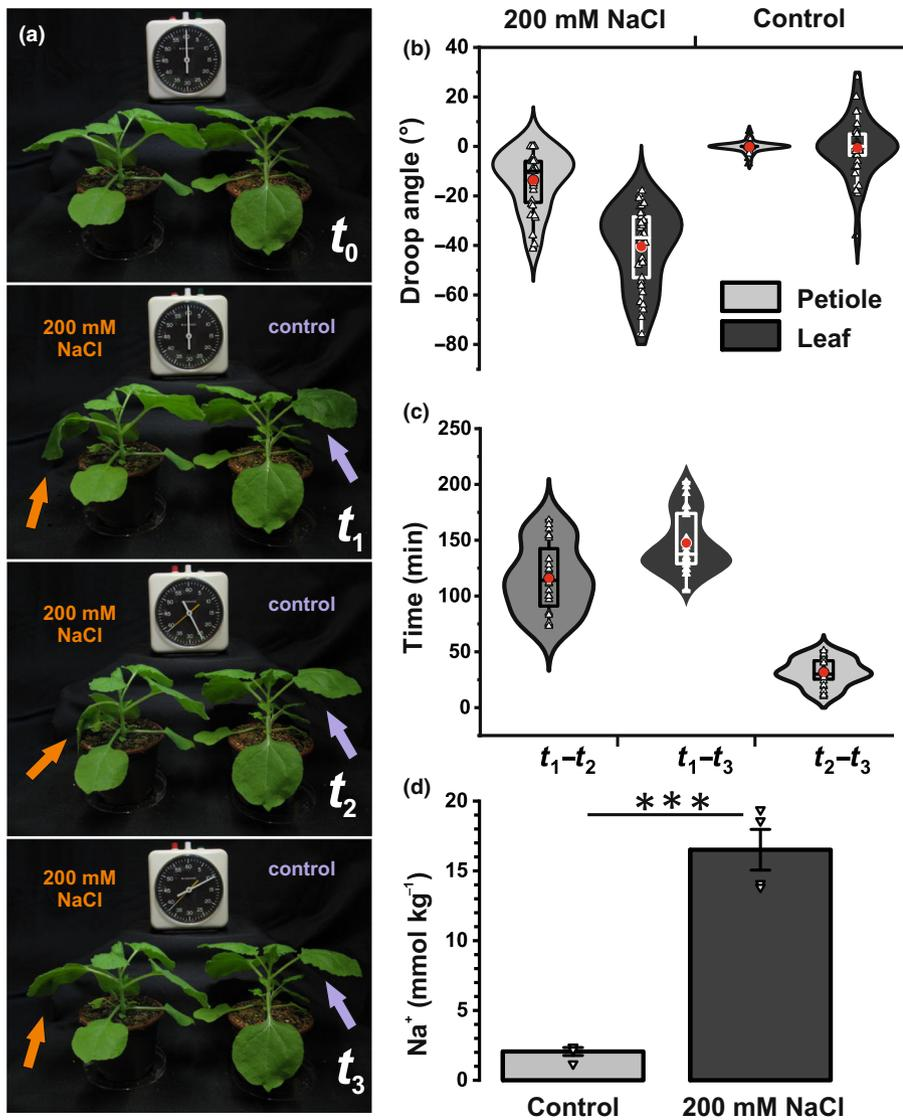 (a)
t0
200 mM
NaCl
control
t1
200 mM
NaCl
control
t2
200 mM
NaCl
control
t3
(b)
200 mM NaCl Control
Droop angle (°)
40
20
0
−20
−40
−60
−80
Petiole
Leaf
(c)
Time (min)
250
200
150
100
50
0
t1–t2 t1–t3 t2–t3
(d)
Na+ (mmol kg−1)
20
15
10
5
0
***
Control 200 mM NaCl